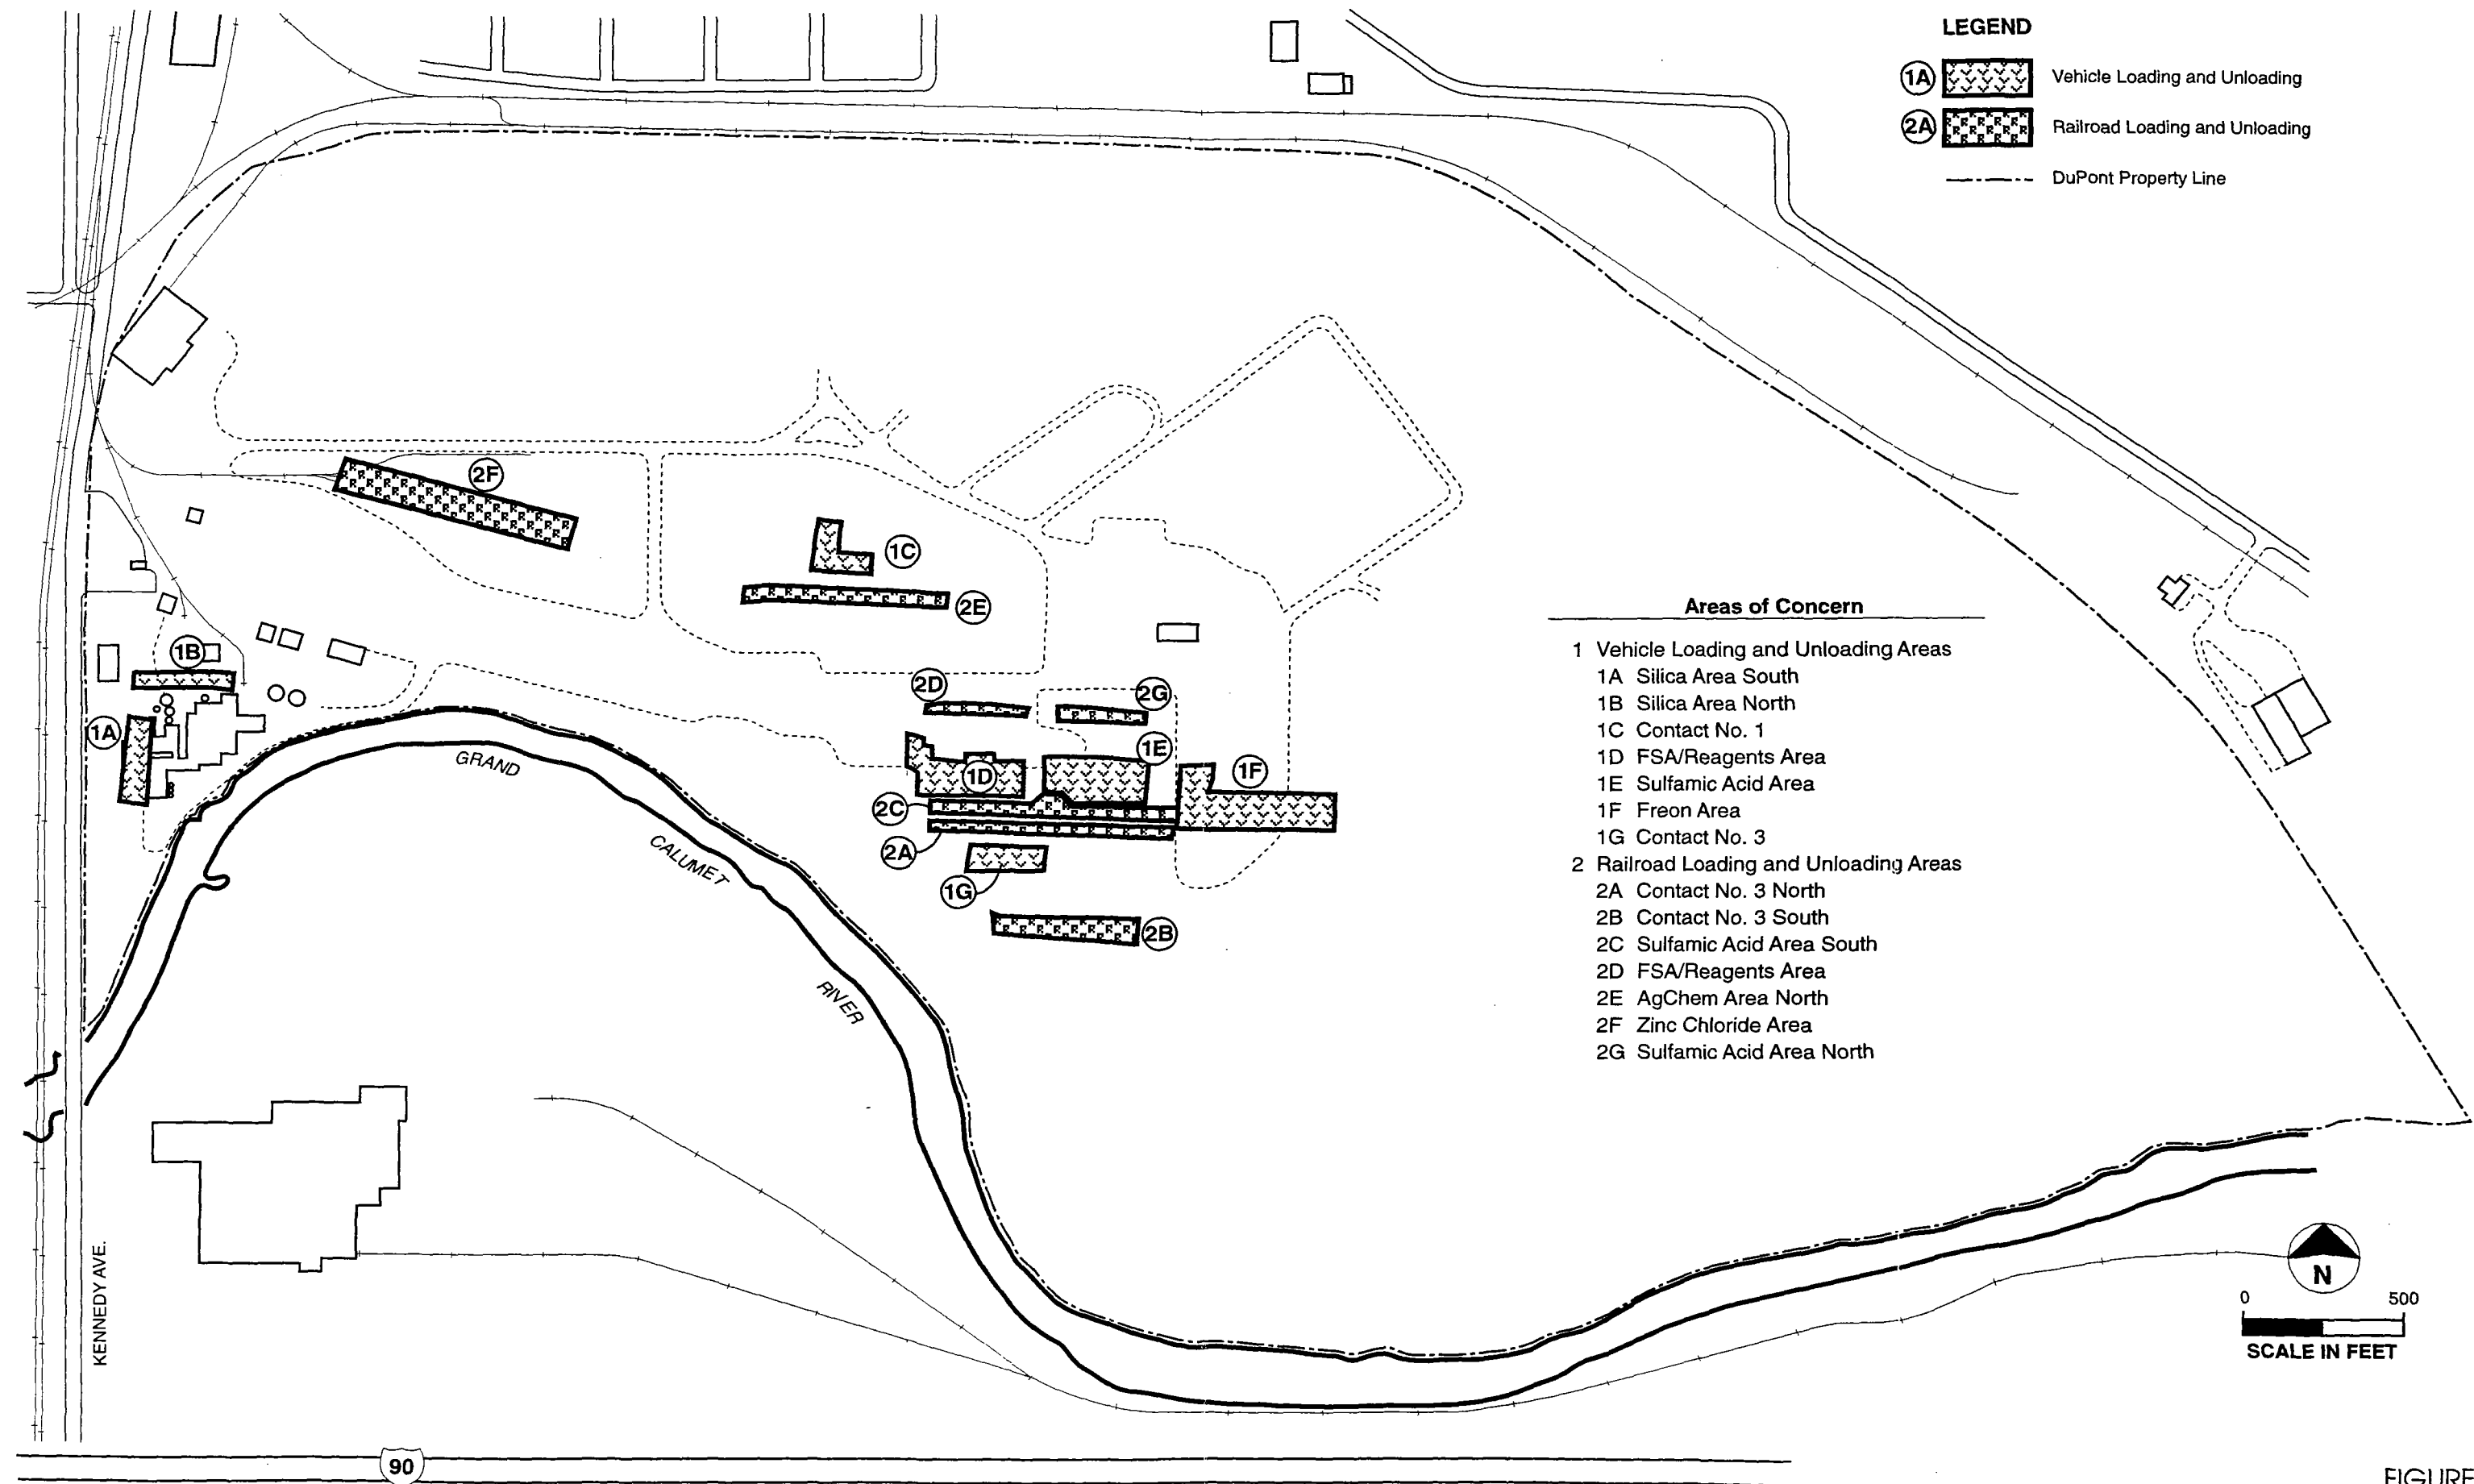 LEGEND
1A Vehicle Loading and Unloading
2A Railroad Loading and Unloading
DuPont Property Line
2F
1C
2E
1B
2D
2G
1A
1E
1D
1F
2C
2A
1G
2B
GRAND
CALUMET
RIVER
Areas of Concern
1 Vehicle Loading and Unloading Areas
1A Silica Area South
1B Silica Area North
1C Contact No. 1
1D FSA/Reagents Area
1E Sulfamic Acid Area
1F Freon Area
1G Contact No. 3
2 Railroad Loading and Unloading Areas
2A Contact No. 3 North
2B Contact No. 3 South
2C Sulfamic Acid Area South
2D FSA/Reagents Area
2E AgChem Area North
2F Zinc Chloride Area
2G Sulfamic Acid Area North
KENNEDY AVE.
N
0 500
SCALE IN FEET
90
FIGURE